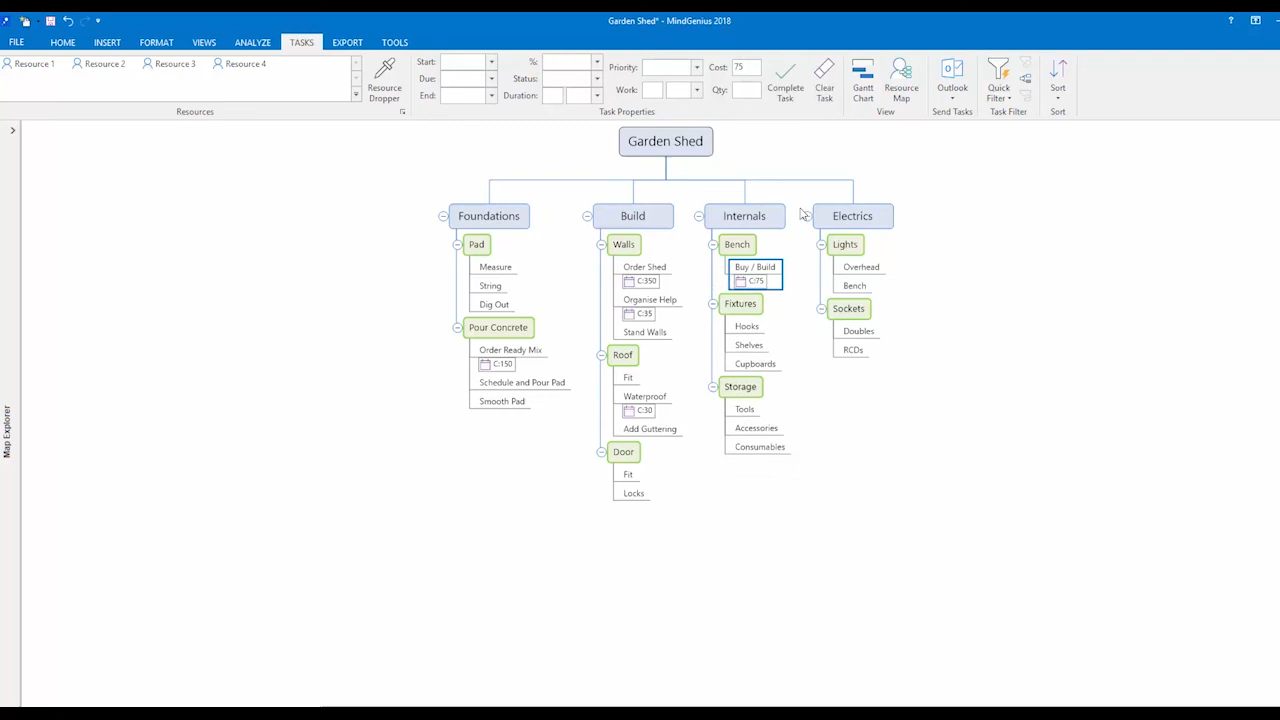 Garden Shed* - MindGenius 2018
?
FILE HOME INSERT FORMAT VIEWS ANALYZE TASKS EXPORT TOOLS
Resource 1 Resource 2 Resource 3 Resource 4
Resource Dropper
Resources
Start:
Due:
End:
%:
Status:
Duration:
Priority:
Cost: 75
Work:
Qty:
Complete Task
Clear Task
Task Properties
Gantt Chart
Resource Map
View
Outlook
Send Tasks
Quick Filter
Task Filter
Sort
Sort
Map Explorer
Garden Shed
Foundations
Pad
Measure
String
Dig Out
Pour Concrete
Order Ready Mix
C:150
Schedule and Pour Pad
Smooth Pad
Build
Walls
Order Shed
C:350
Organise Help
C:35
Stand Walls
Roof
Fit
Waterproof
C:30
Add Guttering
Door
Fit
Locks
Internals
Bench
Buy / Build
C:75
Fixtures
Hooks
Shelves
Cupboards
Storage
Tools
Accessories
Consumables
Electrics
Lights
Overhead
Bench
Sockets
Doubles
RCDs